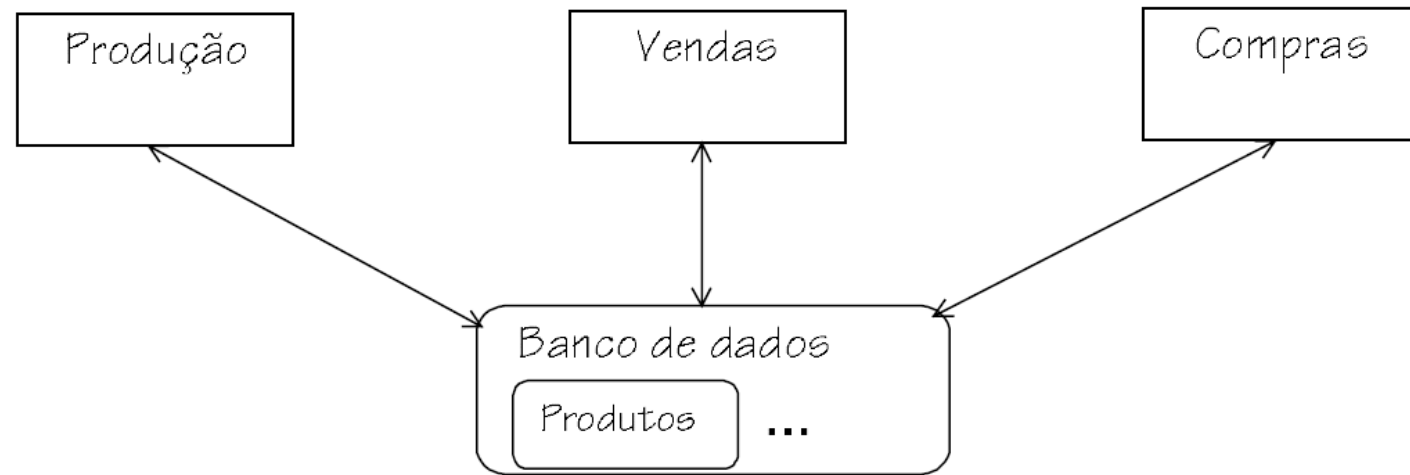 Produção
Vendas
Compras
Banco de dados
Produtos ...